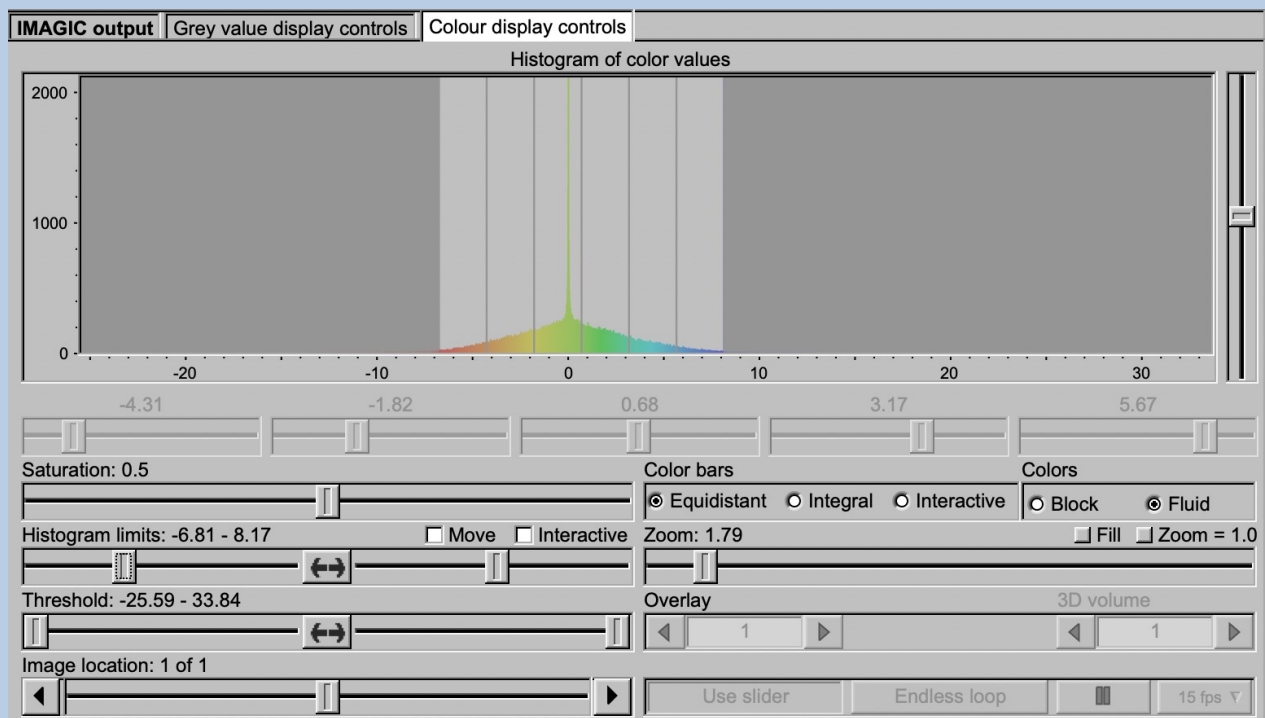 IMAGIC output Grey value display controls Colour display controls
Histogram of color values
2000
1000
0
-20 -10 0 10 20 30
-4.31 -1.82 0.68 3.17 5.67
Saturation: 0.5 Color bars Colors
Equidistant Integral Interactive Block Fluid
Histogram limits: -6.81 - 8.17 Move Interactive Zoom: 1.79 Fill Zoom = 1.0
Threshold: -25.59 - 33.84 Overlay 3D volume
1 1
Image location: 1 of 1
Use slider Endless loop 15 fps